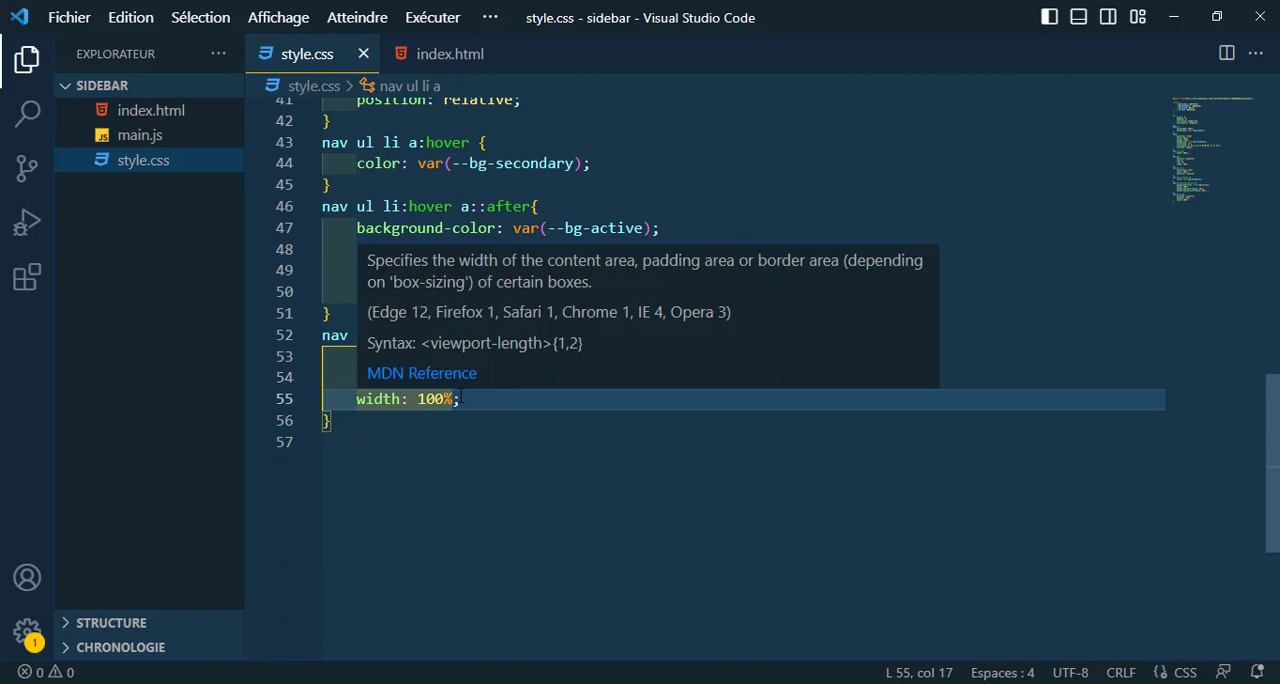 Fichier Edition Sélection Affichage Atteindre Exécuter ··· style.css - sidebar - Visual Studio Code
EXPLORATEUR ··· style.css index.html ···
SIDEBAR style.css > nav ul li a
index.html
main.js
style.css
41 position: relative;
42 }
43 nav ul li a:hover {
44 color: var(--bg-secondary);
45 }
46 nav ul li:hover a::after{
47 background-color: var(--bg-active);
48
49
50
51 }
52 nav
53
54
55 width: 100%;
56 }
57
Specifies the width of the content area, padding area or border area (depending
on 'box-sizing') of certain boxes.
(Edge 12, Firefox 1, Safari 1, Chrome 1, IE 4, Opera 3)
Syntax: <viewport-length>{1,2}
MDN Reference
STRUCTURE
CHRONOLOGIE
1
0 0 L 55, col 17 Espaces : 4 UTF-8 CRLF {} CSS